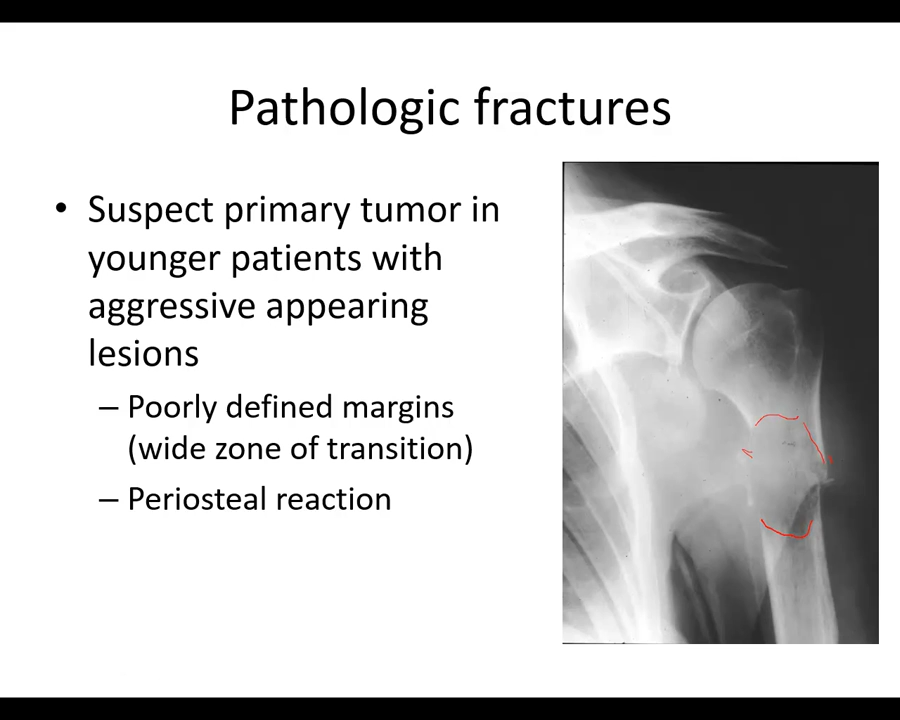 Pathologic fractures
• Suspect primary tumor in
younger patients with
aggressive appearing
lesions
– Poorly defined margins
(wide zone of transition)
– Periosteal reaction